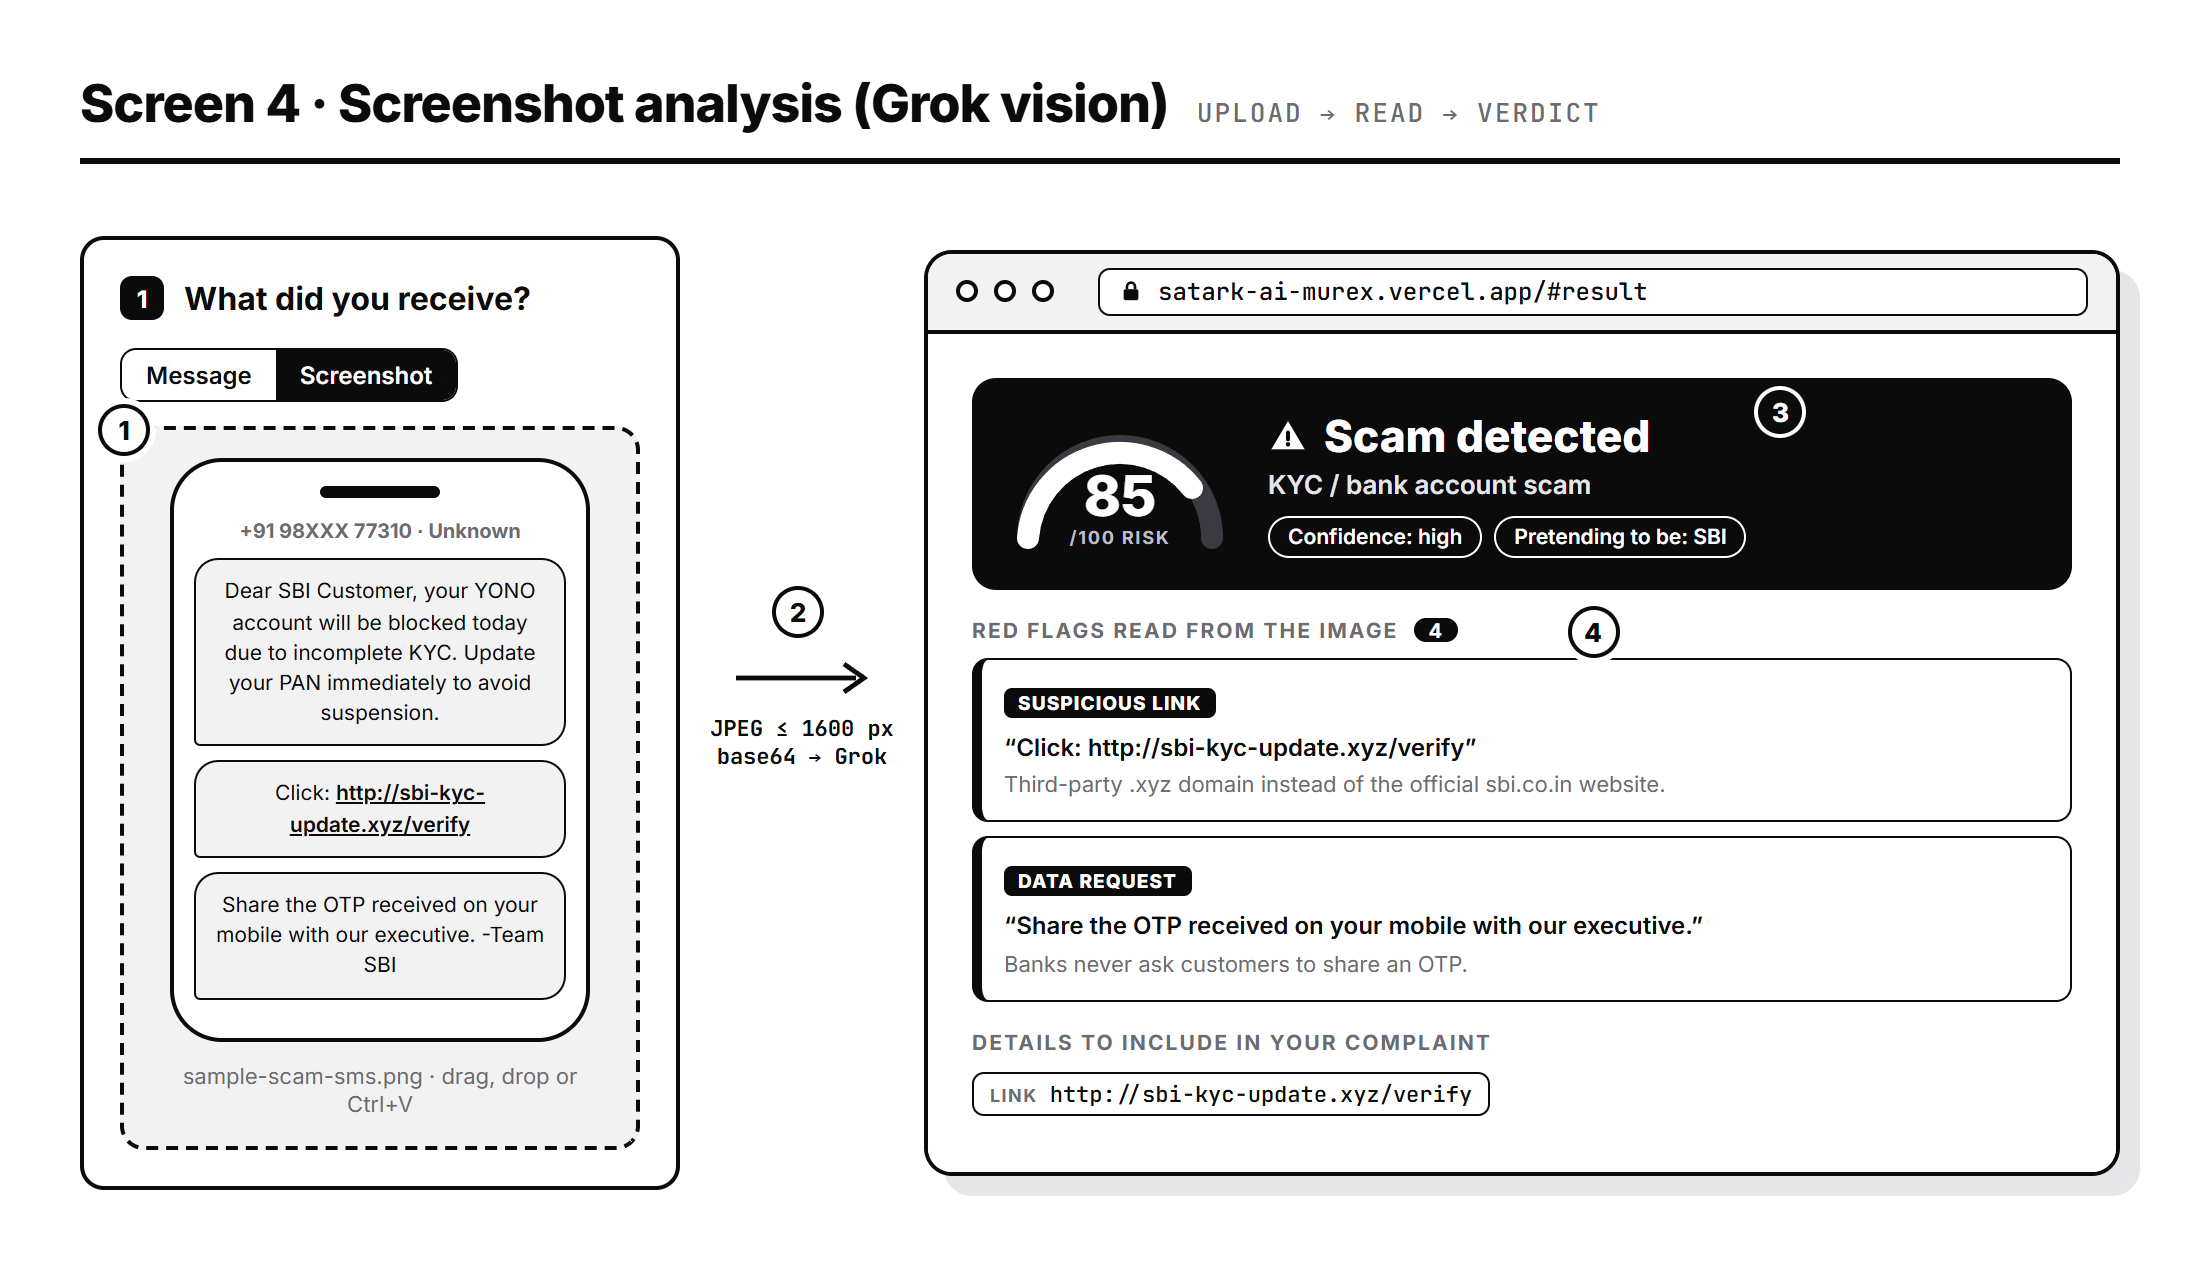 Screen 4 · Screenshot analysis (Grok vision) UPLOAD → READ → VERDICT
1 What did you receive?
Message Screenshot
1
+91 98XXX 77310 · Unknown
Dear SBI Customer, your YONO
account will be blocked today
due to incomplete KYC. Update
your PAN immediately to avoid
suspension.
Click: http://sbi-kyc-
update.xyz/verify
Share the OTP received on your
mobile with our executive. -Team
SBI
sample-scam-sms.png · drag, drop or
Ctrl+V
2
JPEG ≤ 1600 px
base64 → Grok
satark-ai-murex.vercel.app/#result
3
85
/100 RISK
Scam detected
KYC / bank account scam
Confidence: high Pretending to be: SBI
RED FLAGS READ FROM THE IMAGE 4
4
SUSPICIOUS LINK
“Click: http://sbi-kyc-update.xyz/verify”
Third-party .xyz domain instead of the official sbi.co.in website.
DATA REQUEST
“Share the OTP received on your mobile with our executive.”
Banks never ask customers to share an OTP.
DETAILS TO INCLUDE IN YOUR COMPLAINT
LINK http://sbi-kyc-update.xyz/verify